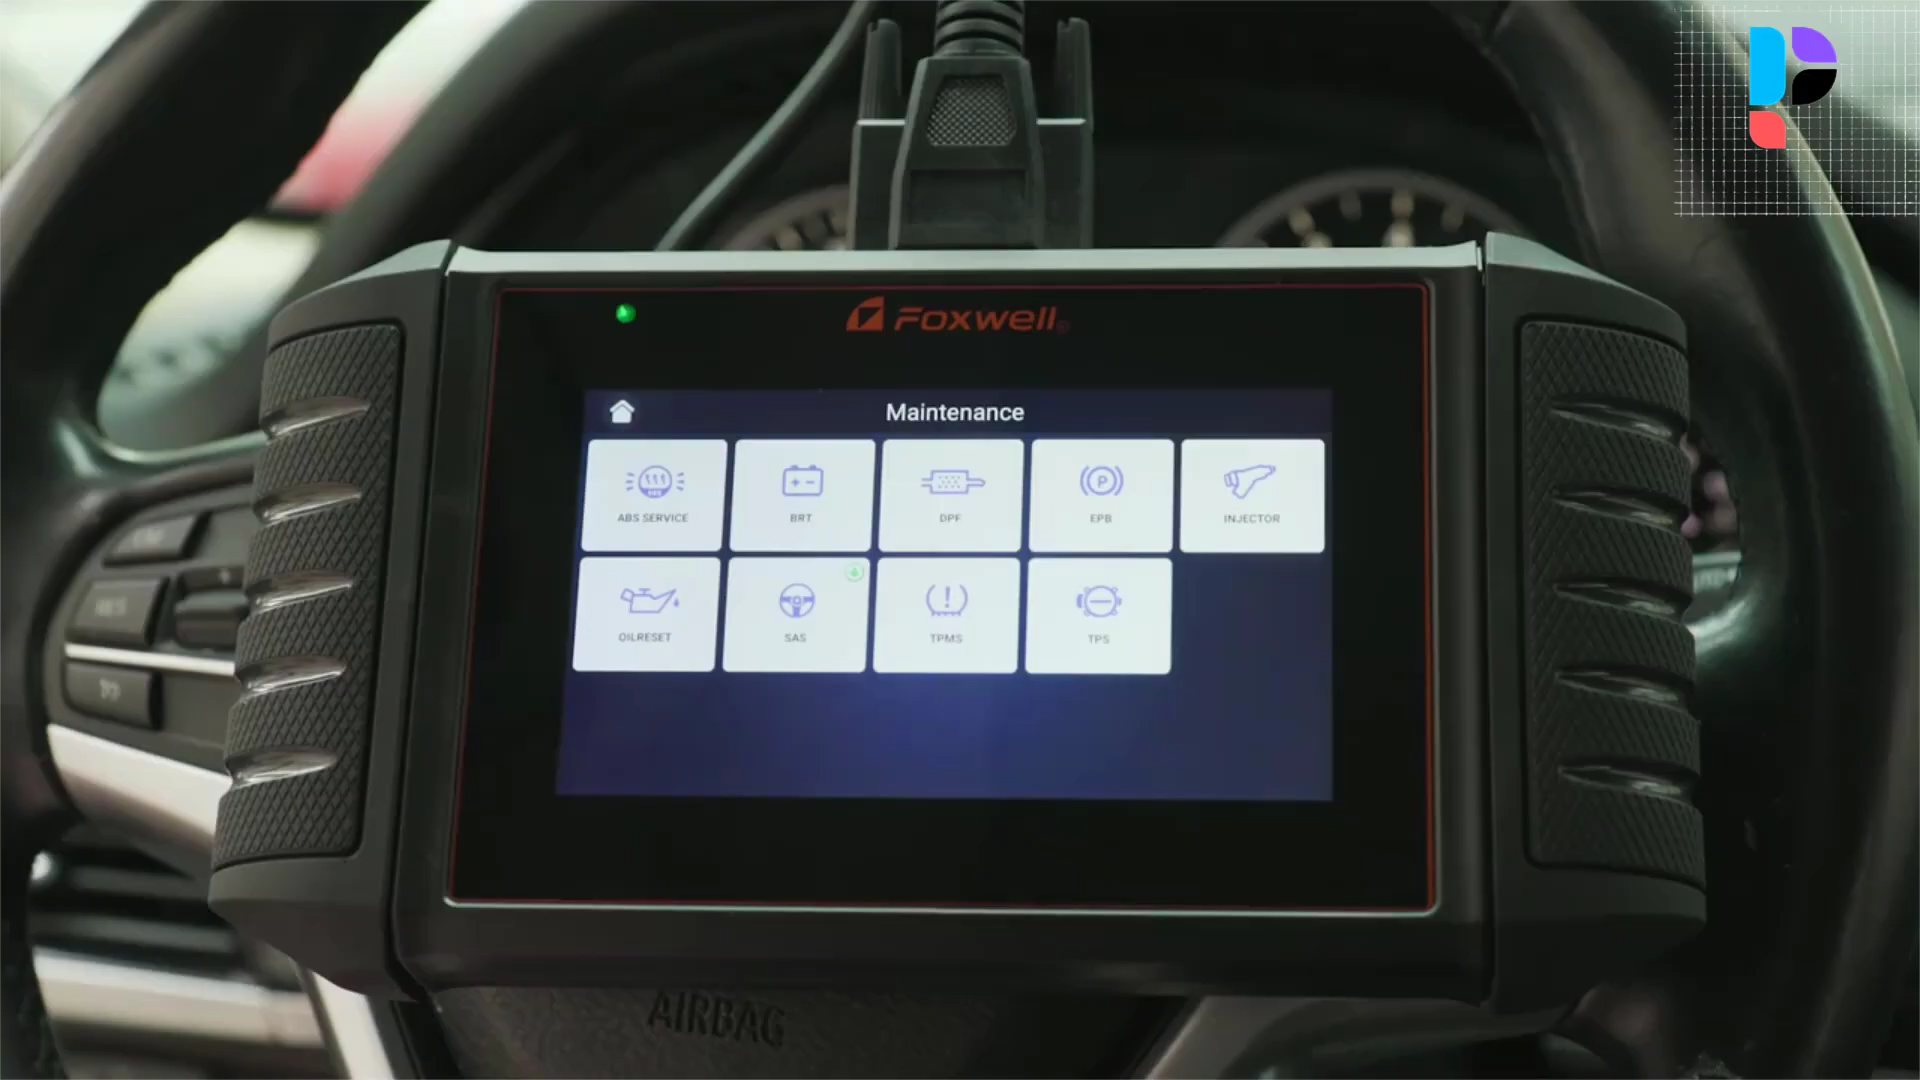 Foxwell
Maintenance
ABS SERVICE
BRT
DPF
EPB
INJECTOR
OILRESET
SAS
TPMS
TPS
AIRBAG